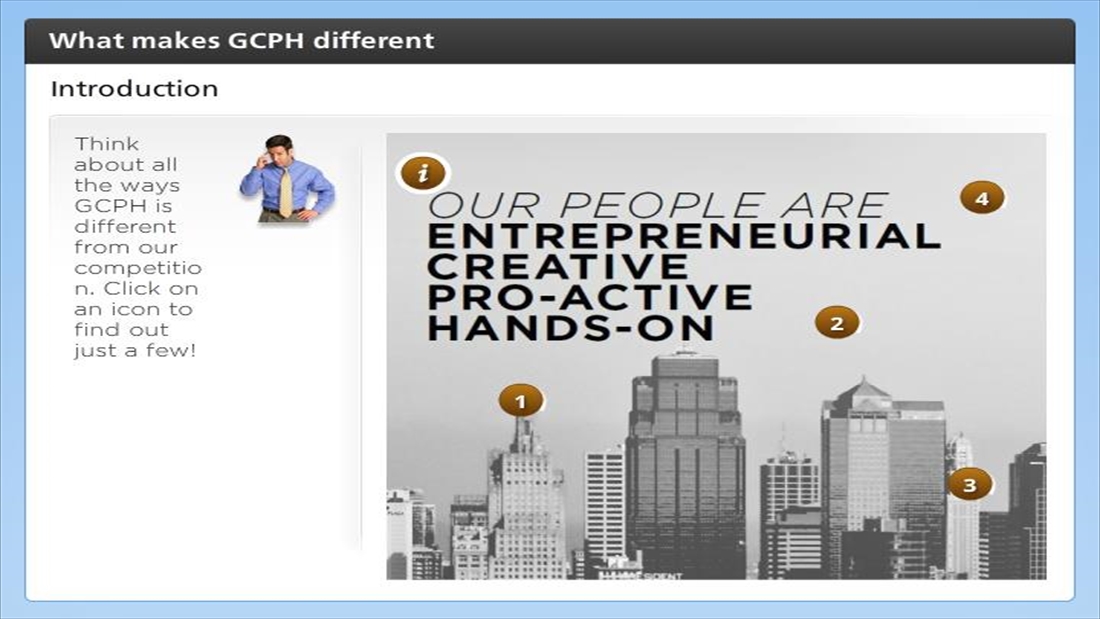 What makes GCPH different
Introduction
Think
about all
the ways
GCPH is
different
from our
competitio
n. Click on
an icon to
find out
just a few!
i
OUR PEOPLE ARE
ENTREPRENEURIAL
CREATIVE
PRO-ACTIVE
HANDS-ON
4
2
1
3